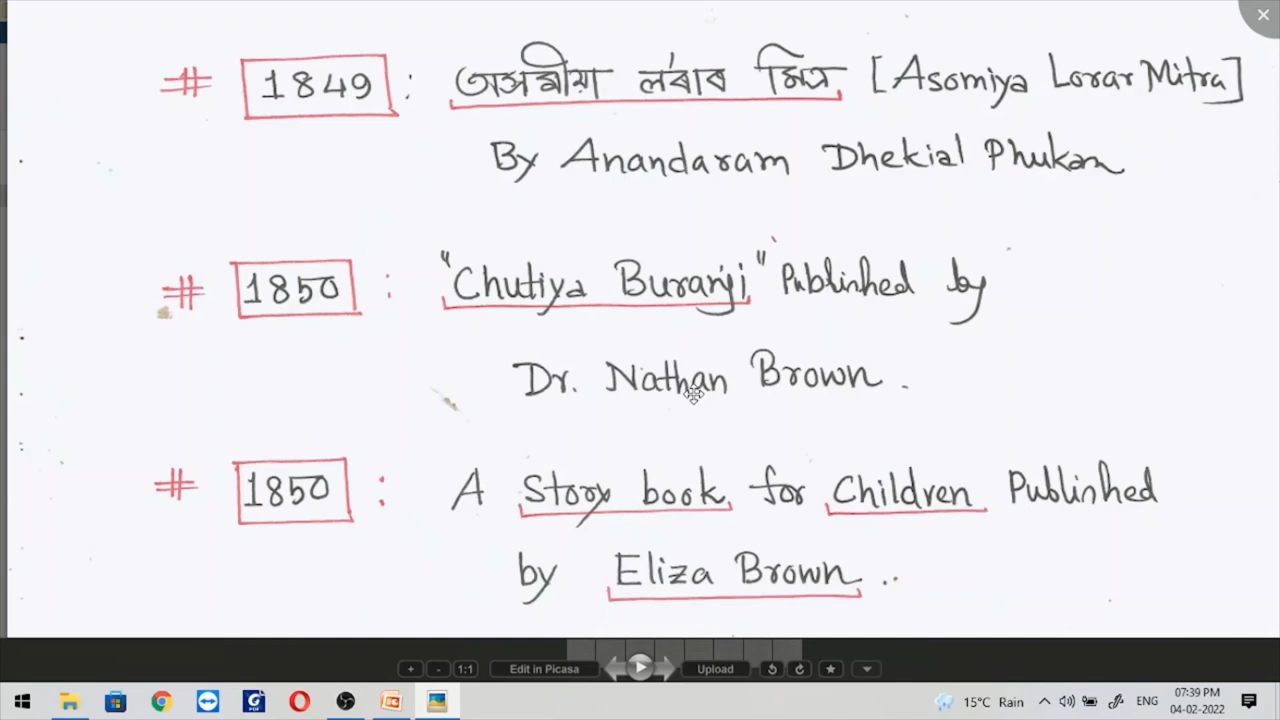 # 1849 : অসমীয়া ল'ৰাৰ মিত্ৰ [Asomiya Lorar Mitra]
By Anandaram Dhekial Phukan
# 1850 : "Chutiya Buranji" Published by
Dr. Nathan Brown .
# 1850 : A Story book for Children Published
by Eliza Brown ..
+ - 1:1 Edit in Picasa Upload
15°C Rain ENG 07:39 PM
04-02-2022